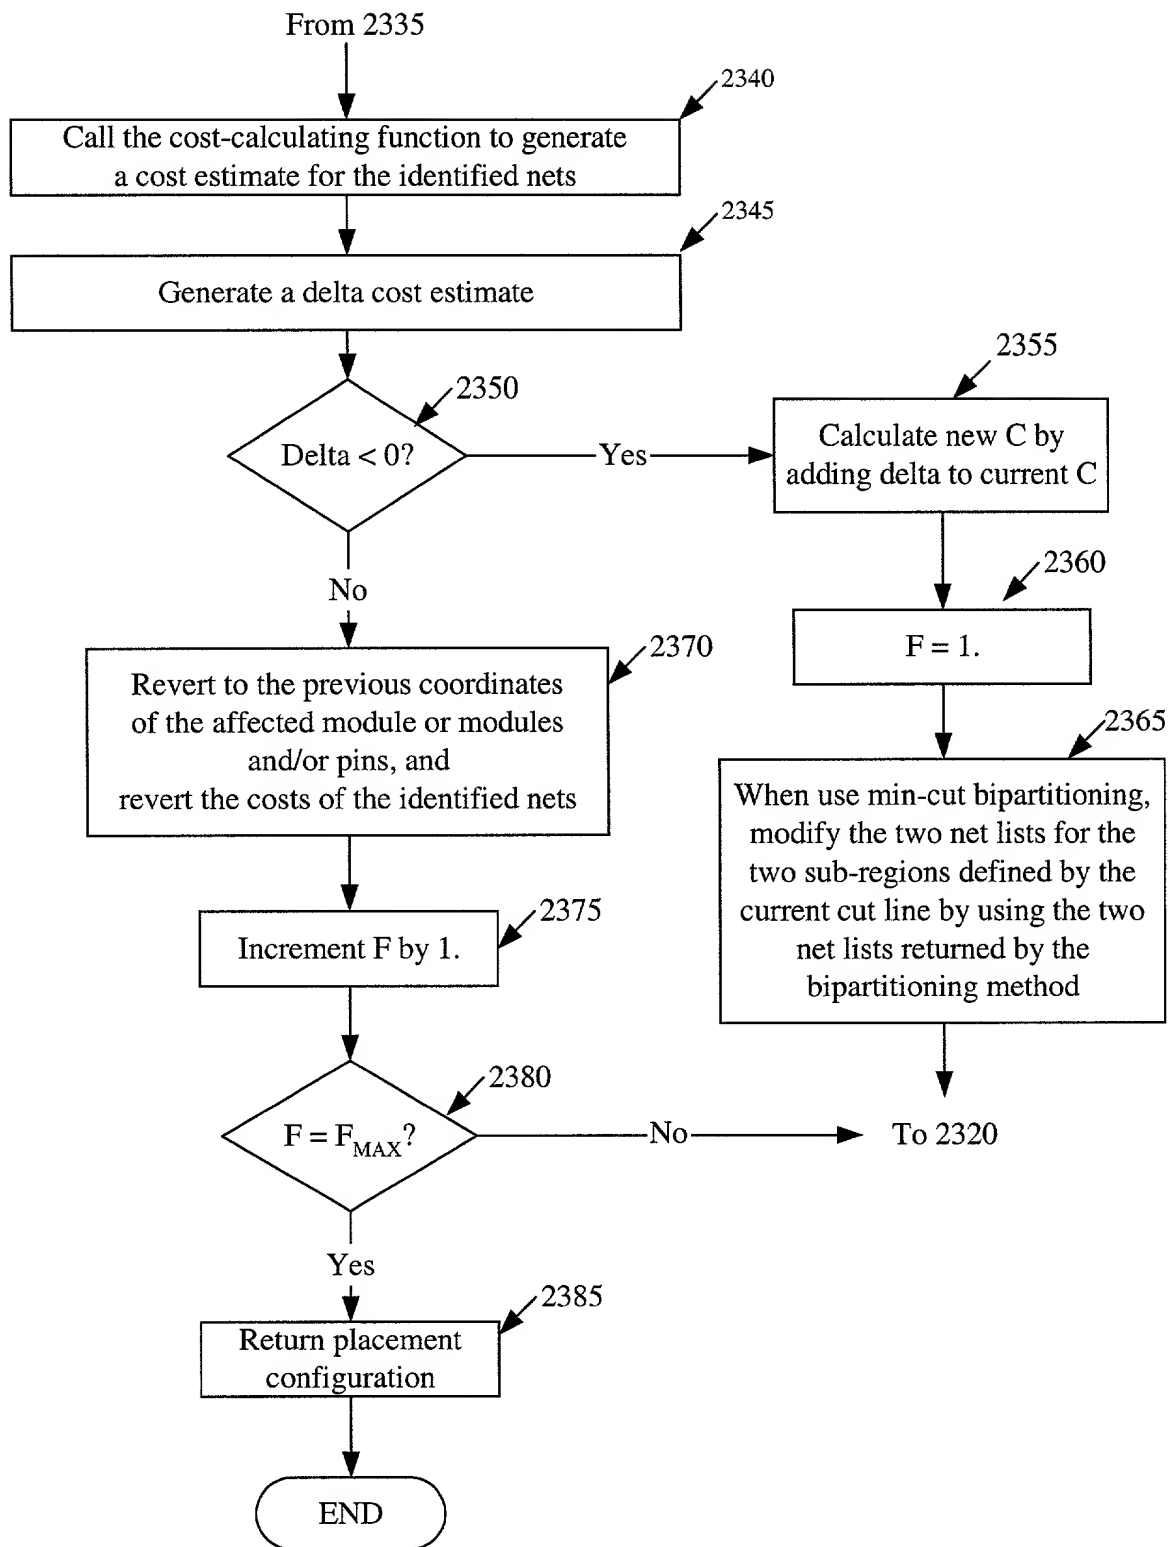 From 2335
2340
Call the cost-calculating function to generate
a cost estimate for the identified nets
2345
Generate a delta cost estimate
2350
Delta < 0?
Yes
2355
Calculate new C by
adding delta to current C
No
2360
F = 1.
2370
Revert to the previous coordinates
of the affected module or modules
and/or pins, and
revert the costs of the identified nets
2365
When use min-cut bipartitioning,
modify the two net lists for the
two sub-regions defined by the
current cut line by using the two
net lists returned by the
bipartitioning method
2375
Increment F by 1.
2380
F = FMAX?
No
To 2320
Yes
2385
Return placement
configuration
END